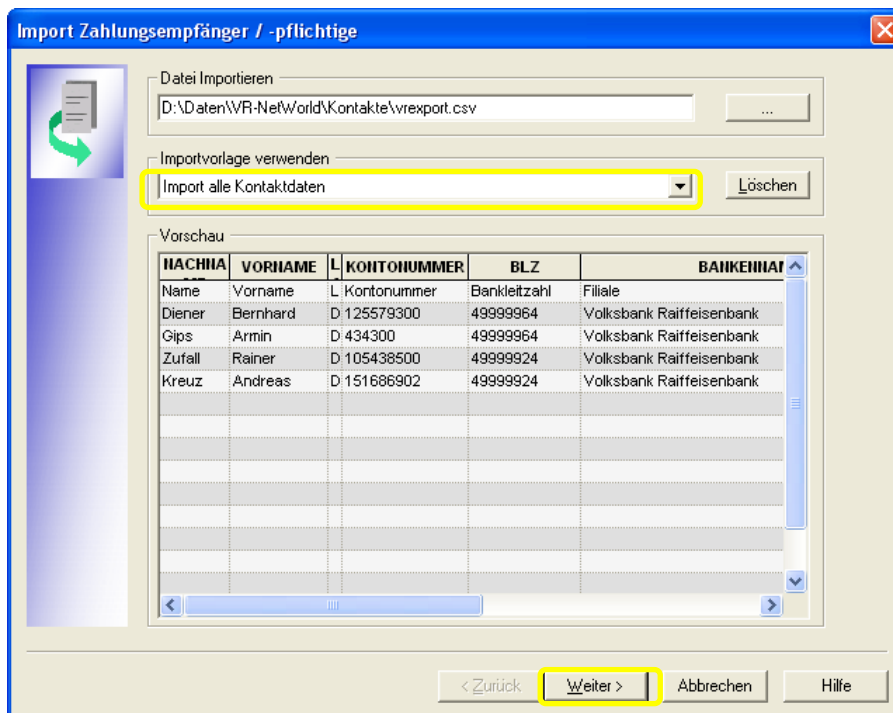 Import Zahlungsempfänger / -pflichtige
Datei Importieren
D:\Daten\VR-NetWorld\Kontakte\vrexport.csv ...
Importvorlage verwenden
Import alle Kontaktdaten Löschen
Vorschau
NACHNA VORNAME L KONTONUMMER BLZ BANKENNAM
Name Vorname L Kontonummer Bankleitzahl Filiale
Diener Bernhard D 125579300 49999964 Volksbank Raiffeisenbank
Gips Armin D 434300 49999964 Volksbank Raiffeisenbank
Zufall Rainer D 105438500 49999924 Volksbank Raiffeisenbank
Kreuz Andreas D 151686902 49999924 Volksbank Raiffeisenbank
< Zurück Weiter > Abbrechen Hilfe